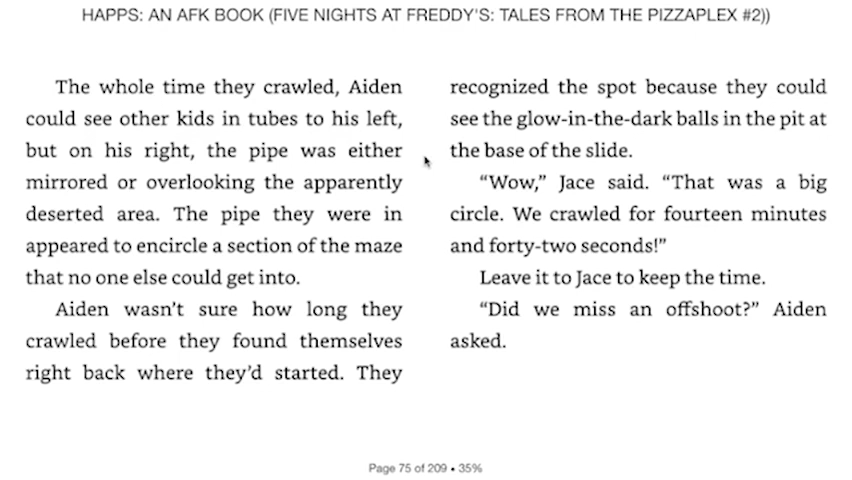 HAPPS: AN AFK BOOK (FIVE NIGHTS AT FREDDY'S: TALES FROM THE PIZZAPLEX #2))
The whole time they crawled, Aiden
could see other kids in tubes to his left,
but on his right, the pipe was either
mirrored or overlooking the apparently
deserted area. The pipe they were in
appeared to encircle a section of the maze
that no one else could get into.
Aiden wasn't sure how long they
crawled before they found themselves
right back where they'd started. They
recognized the spot because they could
see the glow-in-the-dark balls in the pit at
the base of the slide.
“Wow,” Jace said. “That was a big
circle. We crawled for fourteen minutes
and forty-two seconds!”
Leave it to Jace to keep the time.
“Did we miss an offshoot?” Aiden
asked.
Page 75 of 209 • 35%